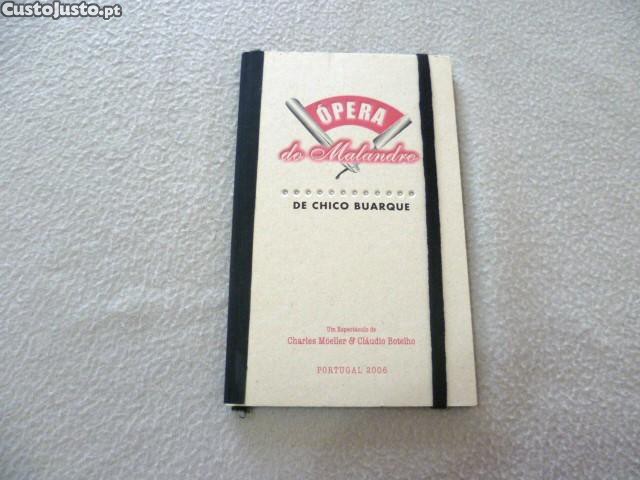 CustoJusto.pt
ÓPERA
do Malandro
DE CHICO BUARQUE
Um Espectáculo de
Charles Möeller & Cláudio Botelho
PORTUGAL 2006